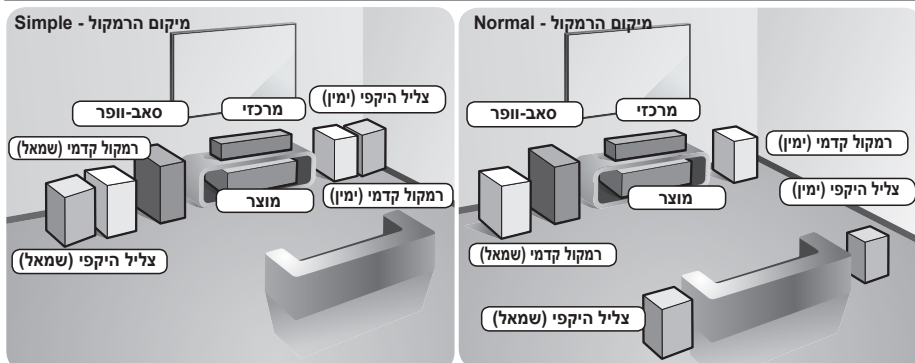 מיקום הרמקול - Simple
צליל היקפי (ימין)
מרכזי
סאב-וופר
רמקול קדמי (שמאל)
מוצר
רמקול קדמי (ימין))
צליל היקפי (שמאל)
מיקום הרמקול - Normal
מרכזי
סאב-וופר
רמקול קדמי (ימין)
מוצר
צליל היקפי (ימין)
רמקול קדמי (שמאל)
צליל היקפי (שמאל)